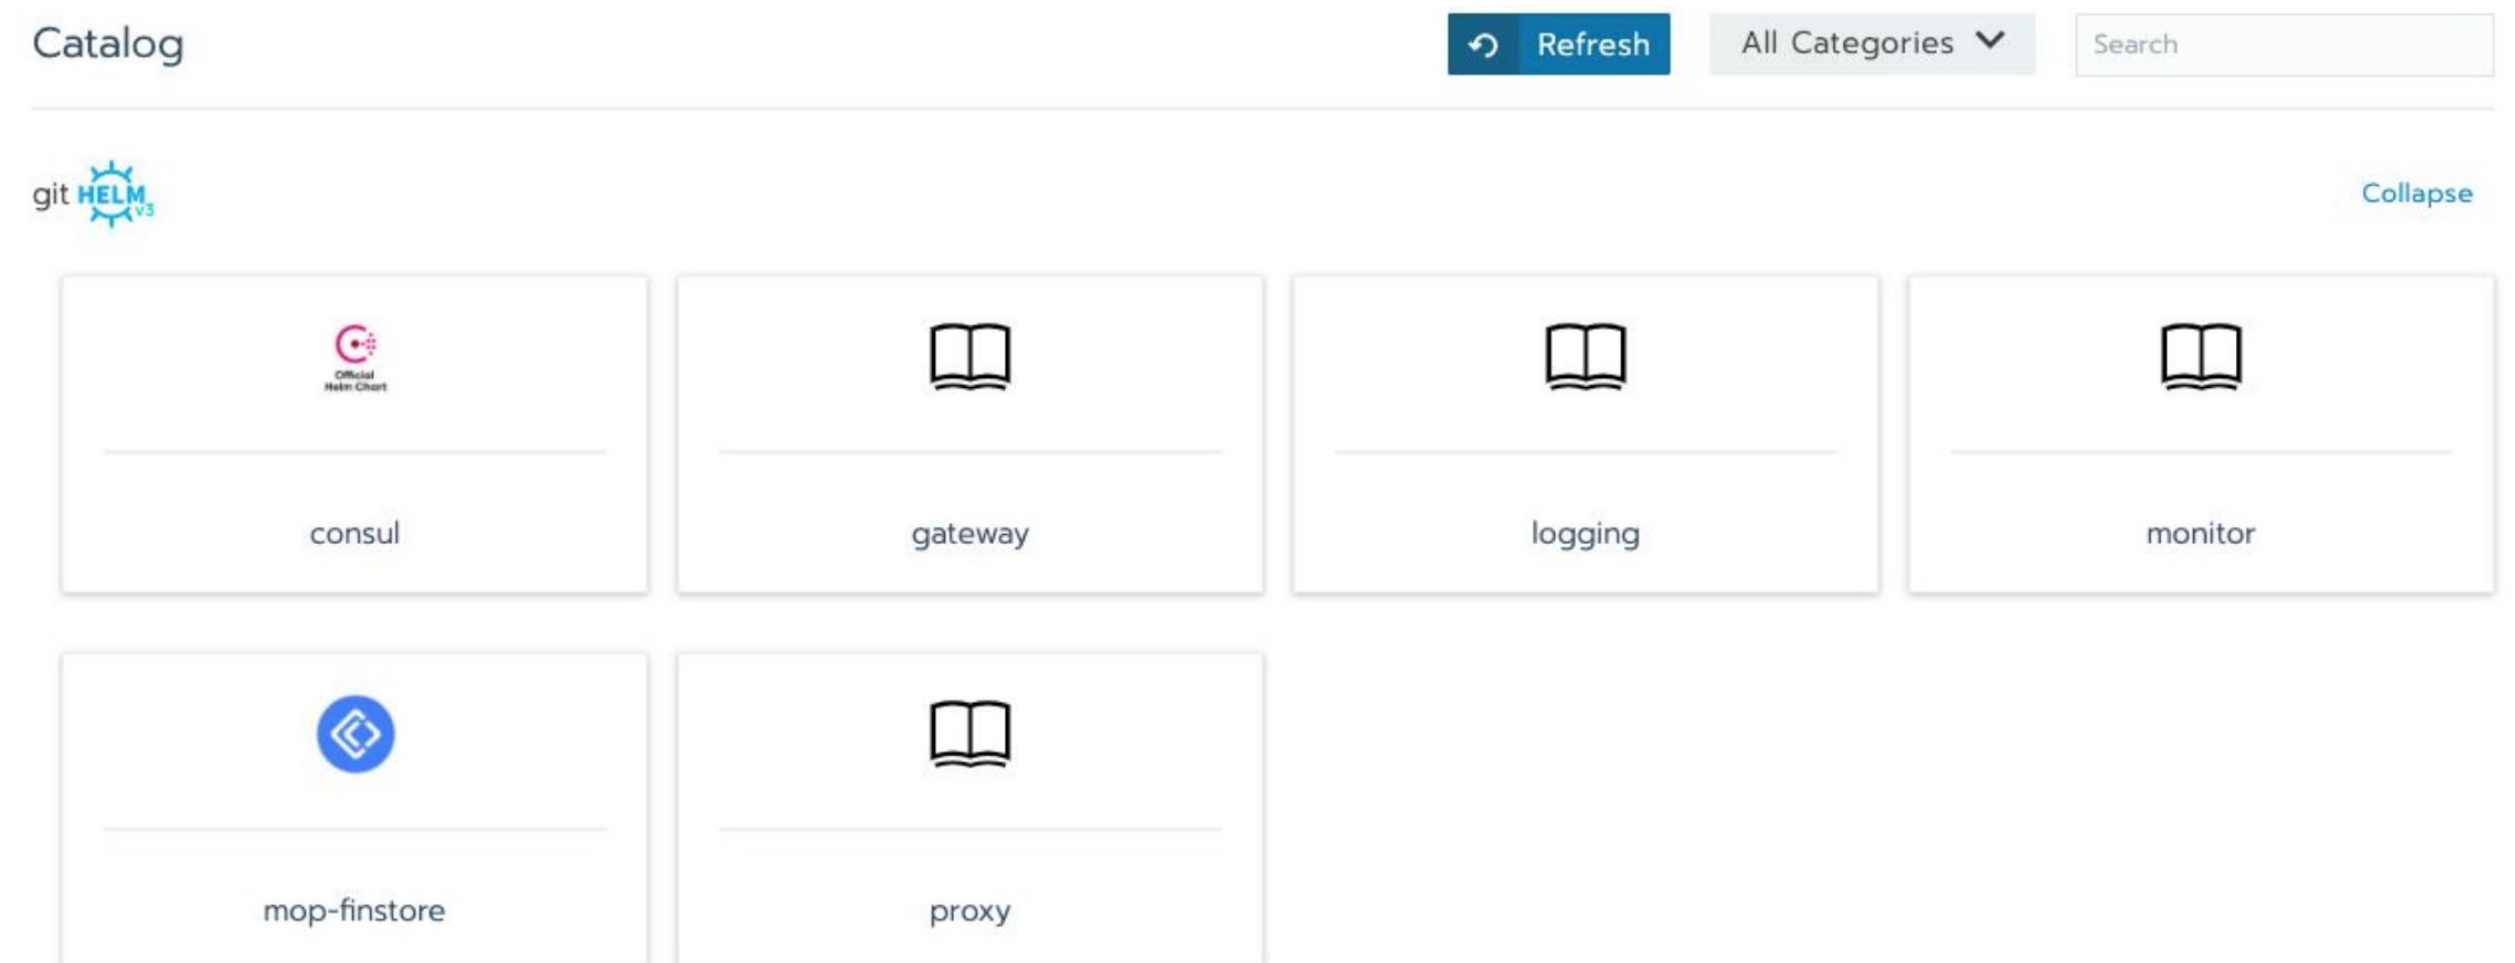 Catalog
Refresh
All Categories
Search
git HELM v3
Collapse
Official
Helm Chart
consul
gateway
logging
monitor
mop-finstore
proxy